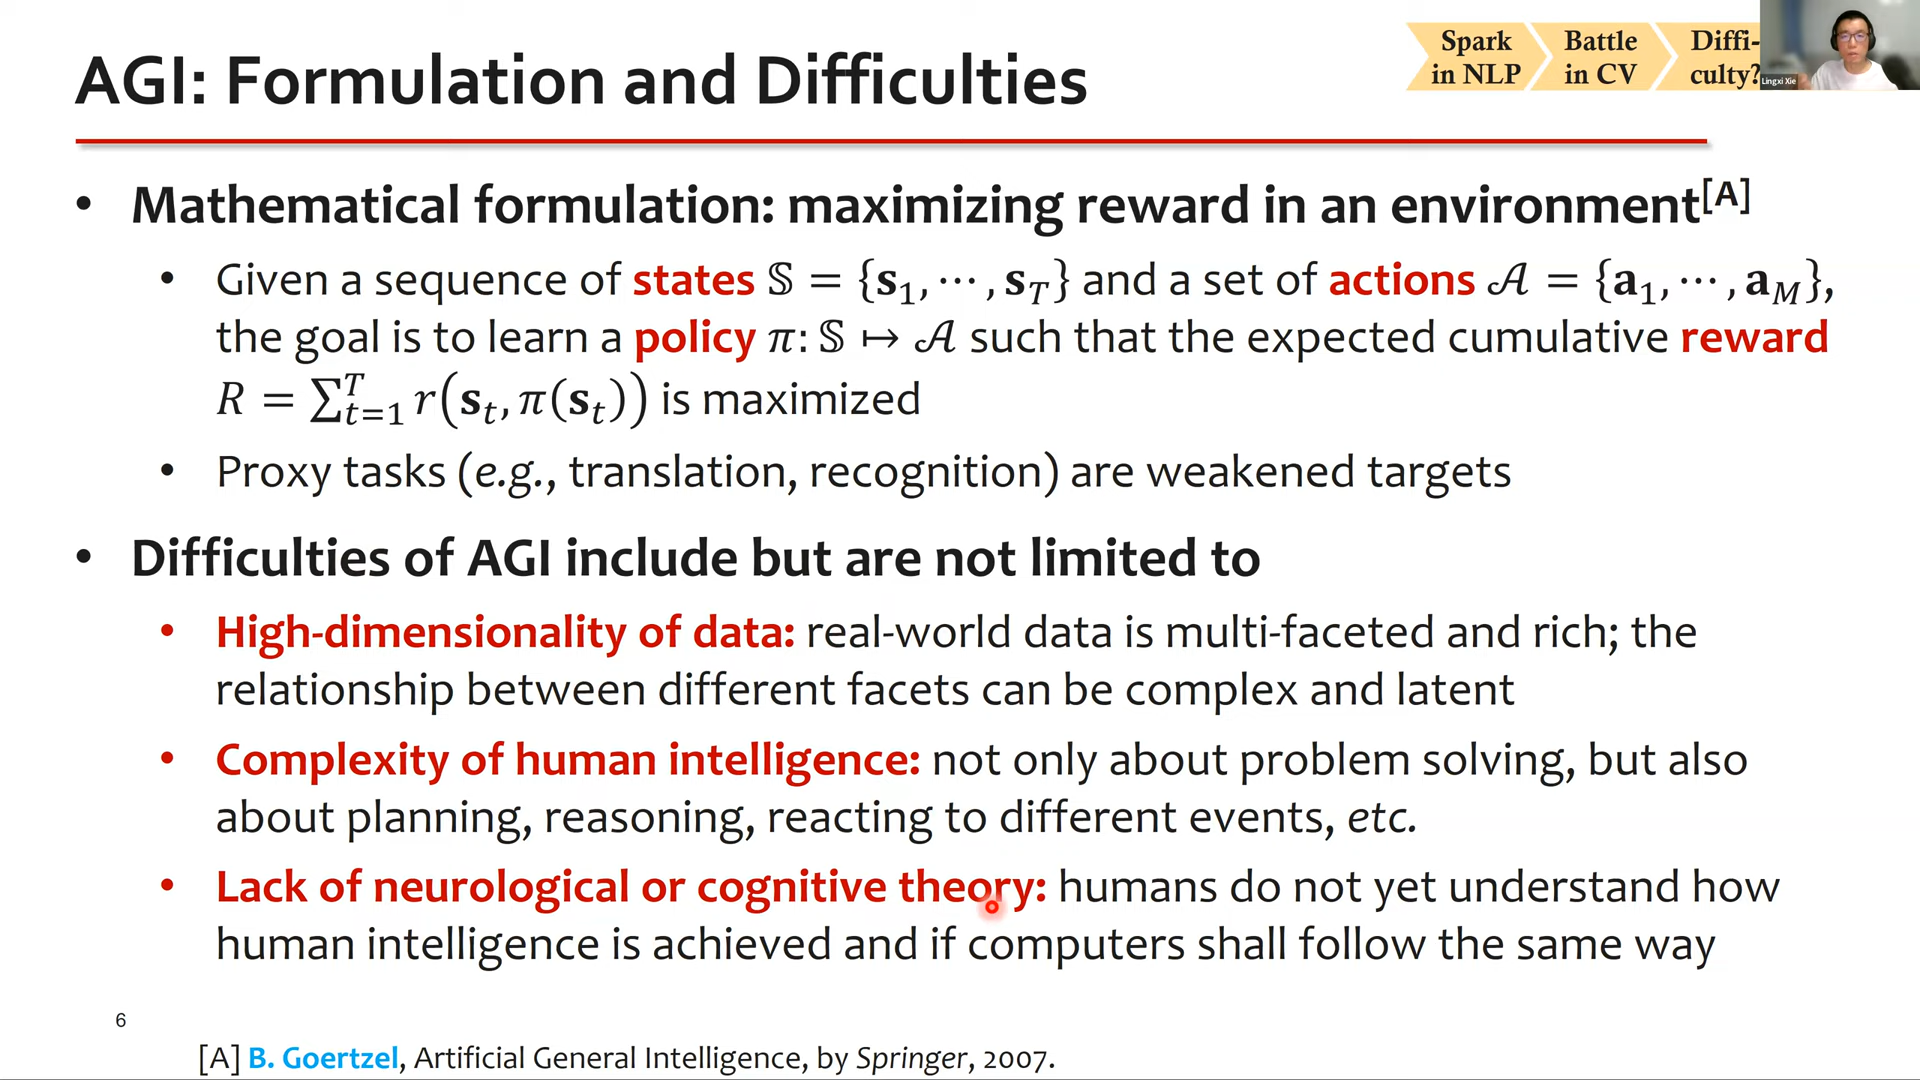 AGI: Formulation and Difficulties
Spark
in NLP
Battle
in CV
Diffi-
culty?
Lingxi Xie
• Mathematical formulation: maximizing reward in an environment[A]
• Given a sequence of states 𝕊 = {s₁, ⋯, s_T} and a set of actions 𝒜 = {a₁, ⋯, a_M},
the goal is to learn a policy π: 𝕊 ↦ 𝒜 such that the expected cumulative reward
R = ∑_{t=1}^{T} r(s_t, π(s_t)) is maximized
• Proxy tasks (e.g., translation, recognition) are weakened targets
• Difficulties of AGI include but are not limited to
• High-dimensionality of data: real-world data is multi-faceted and rich; the
relationship between different facets can be complex and latent
• Complexity of human intelligence: not only about problem solving, but also
about planning, reasoning, reacting to different events, etc.
• Lack of neurological or cognitive theory: humans do not yet understand how
human intelligence is achieved and if computers shall follow the same way
6
[A] B. Goertzel, Artificial General Intelligence, by Springer, 2007.